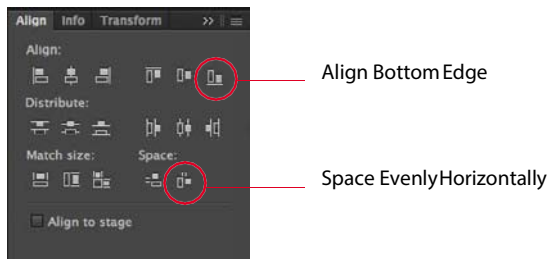 Align Info Transform
Align:
Align Bottom Edge
Distribute:
Match size: Space:
Space Evenly Horizontally
Align to stage